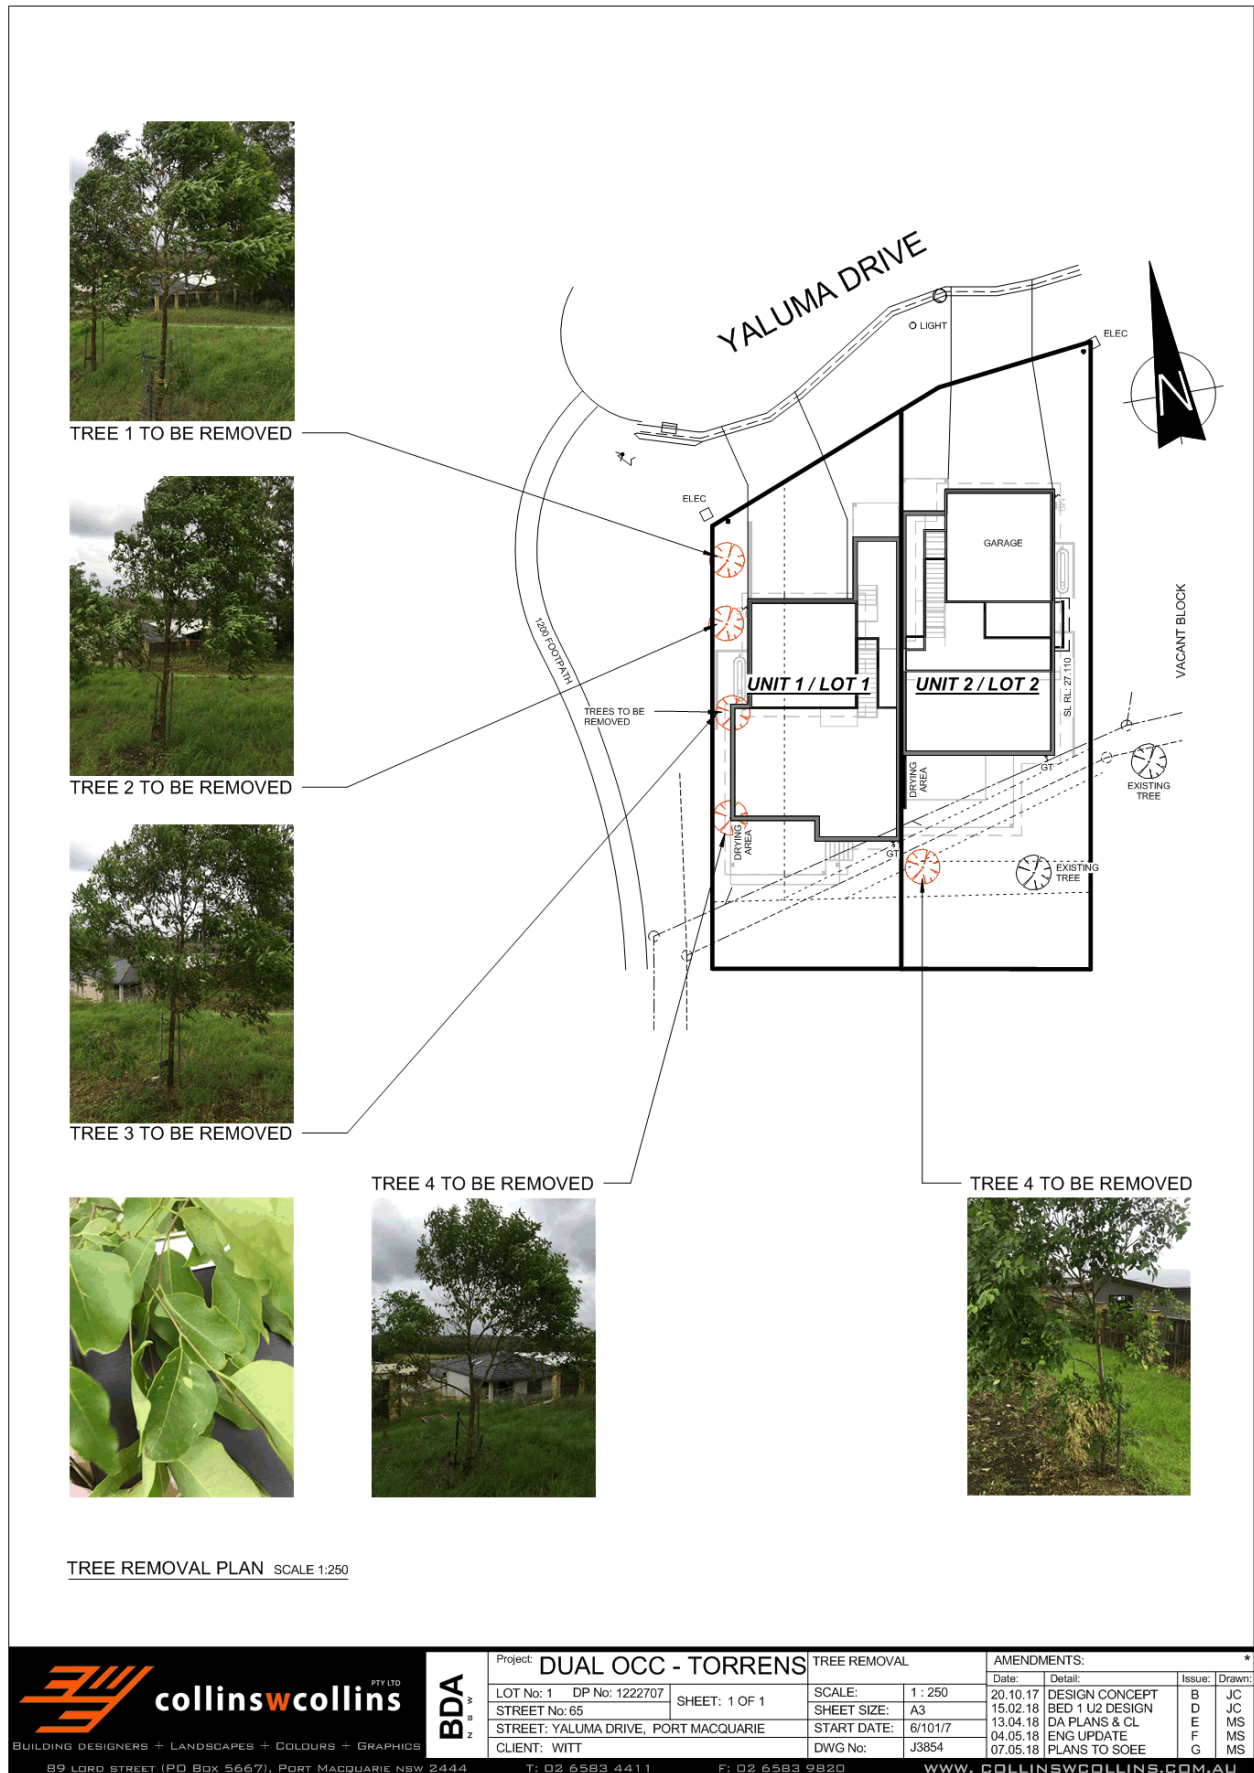 YALUMA DRIVE
LIGHT
ELEC
N
TREE 1 TO BE REMOVED
ELEC
GARAGE
VACANT BLOCK
1200 FOOTPATH
UNIT 1 / LOT 1
UNIT 2 / LOT 2
SL RL: 27.110
TREES TO BE
REMOVED
TREE 2 TO BE REMOVED
GT
DRYING
AREA
EXISTING
TREE
DRYING
AREA
GT
EXISTING
TREE
TREE 3 TO BE REMOVED
TREE 4 TO BE REMOVED
TREE 4 TO BE REMOVED
TREE REMOVAL PLAN SCALE 1:250
collinswcollins PTY LTD
BUILDING DESIGNERS + LANDSCAPES + COLOURS + GRAPHICS
BDA
NSW
Project: DUAL OCC - TORRENS
LOT No: 1 DP No: 1222707
SHEET: 1 OF 1
STREET No: 65
STREET: YALUMA DRIVE, PORT MACQUARIE
CLIENT: WITT
TREE REMOVAL
SCALE: 1 : 250
SHEET SIZE: A3
START DATE: 6/101/7
DWG No: J3854
AMENDMENTS: *
Date: Detail: Issue: Drawn:
20.10.17 DESIGN CONCEPT B JC
15.02.18 BED 1 U2 DESIGN D JC
13.04.18 DA PLANS & CL E MS
04.05.18 ENG UPDATE F MS
07.05.18 PLANS TO SOEE G MS
89 LORD STREET (PO BOX 5667), PORT MACQUARIE NSW 2444 T: 02 6583 4411 F: 02 6583 9820 WWW. COLLINSWCOLLINS.COM.AU